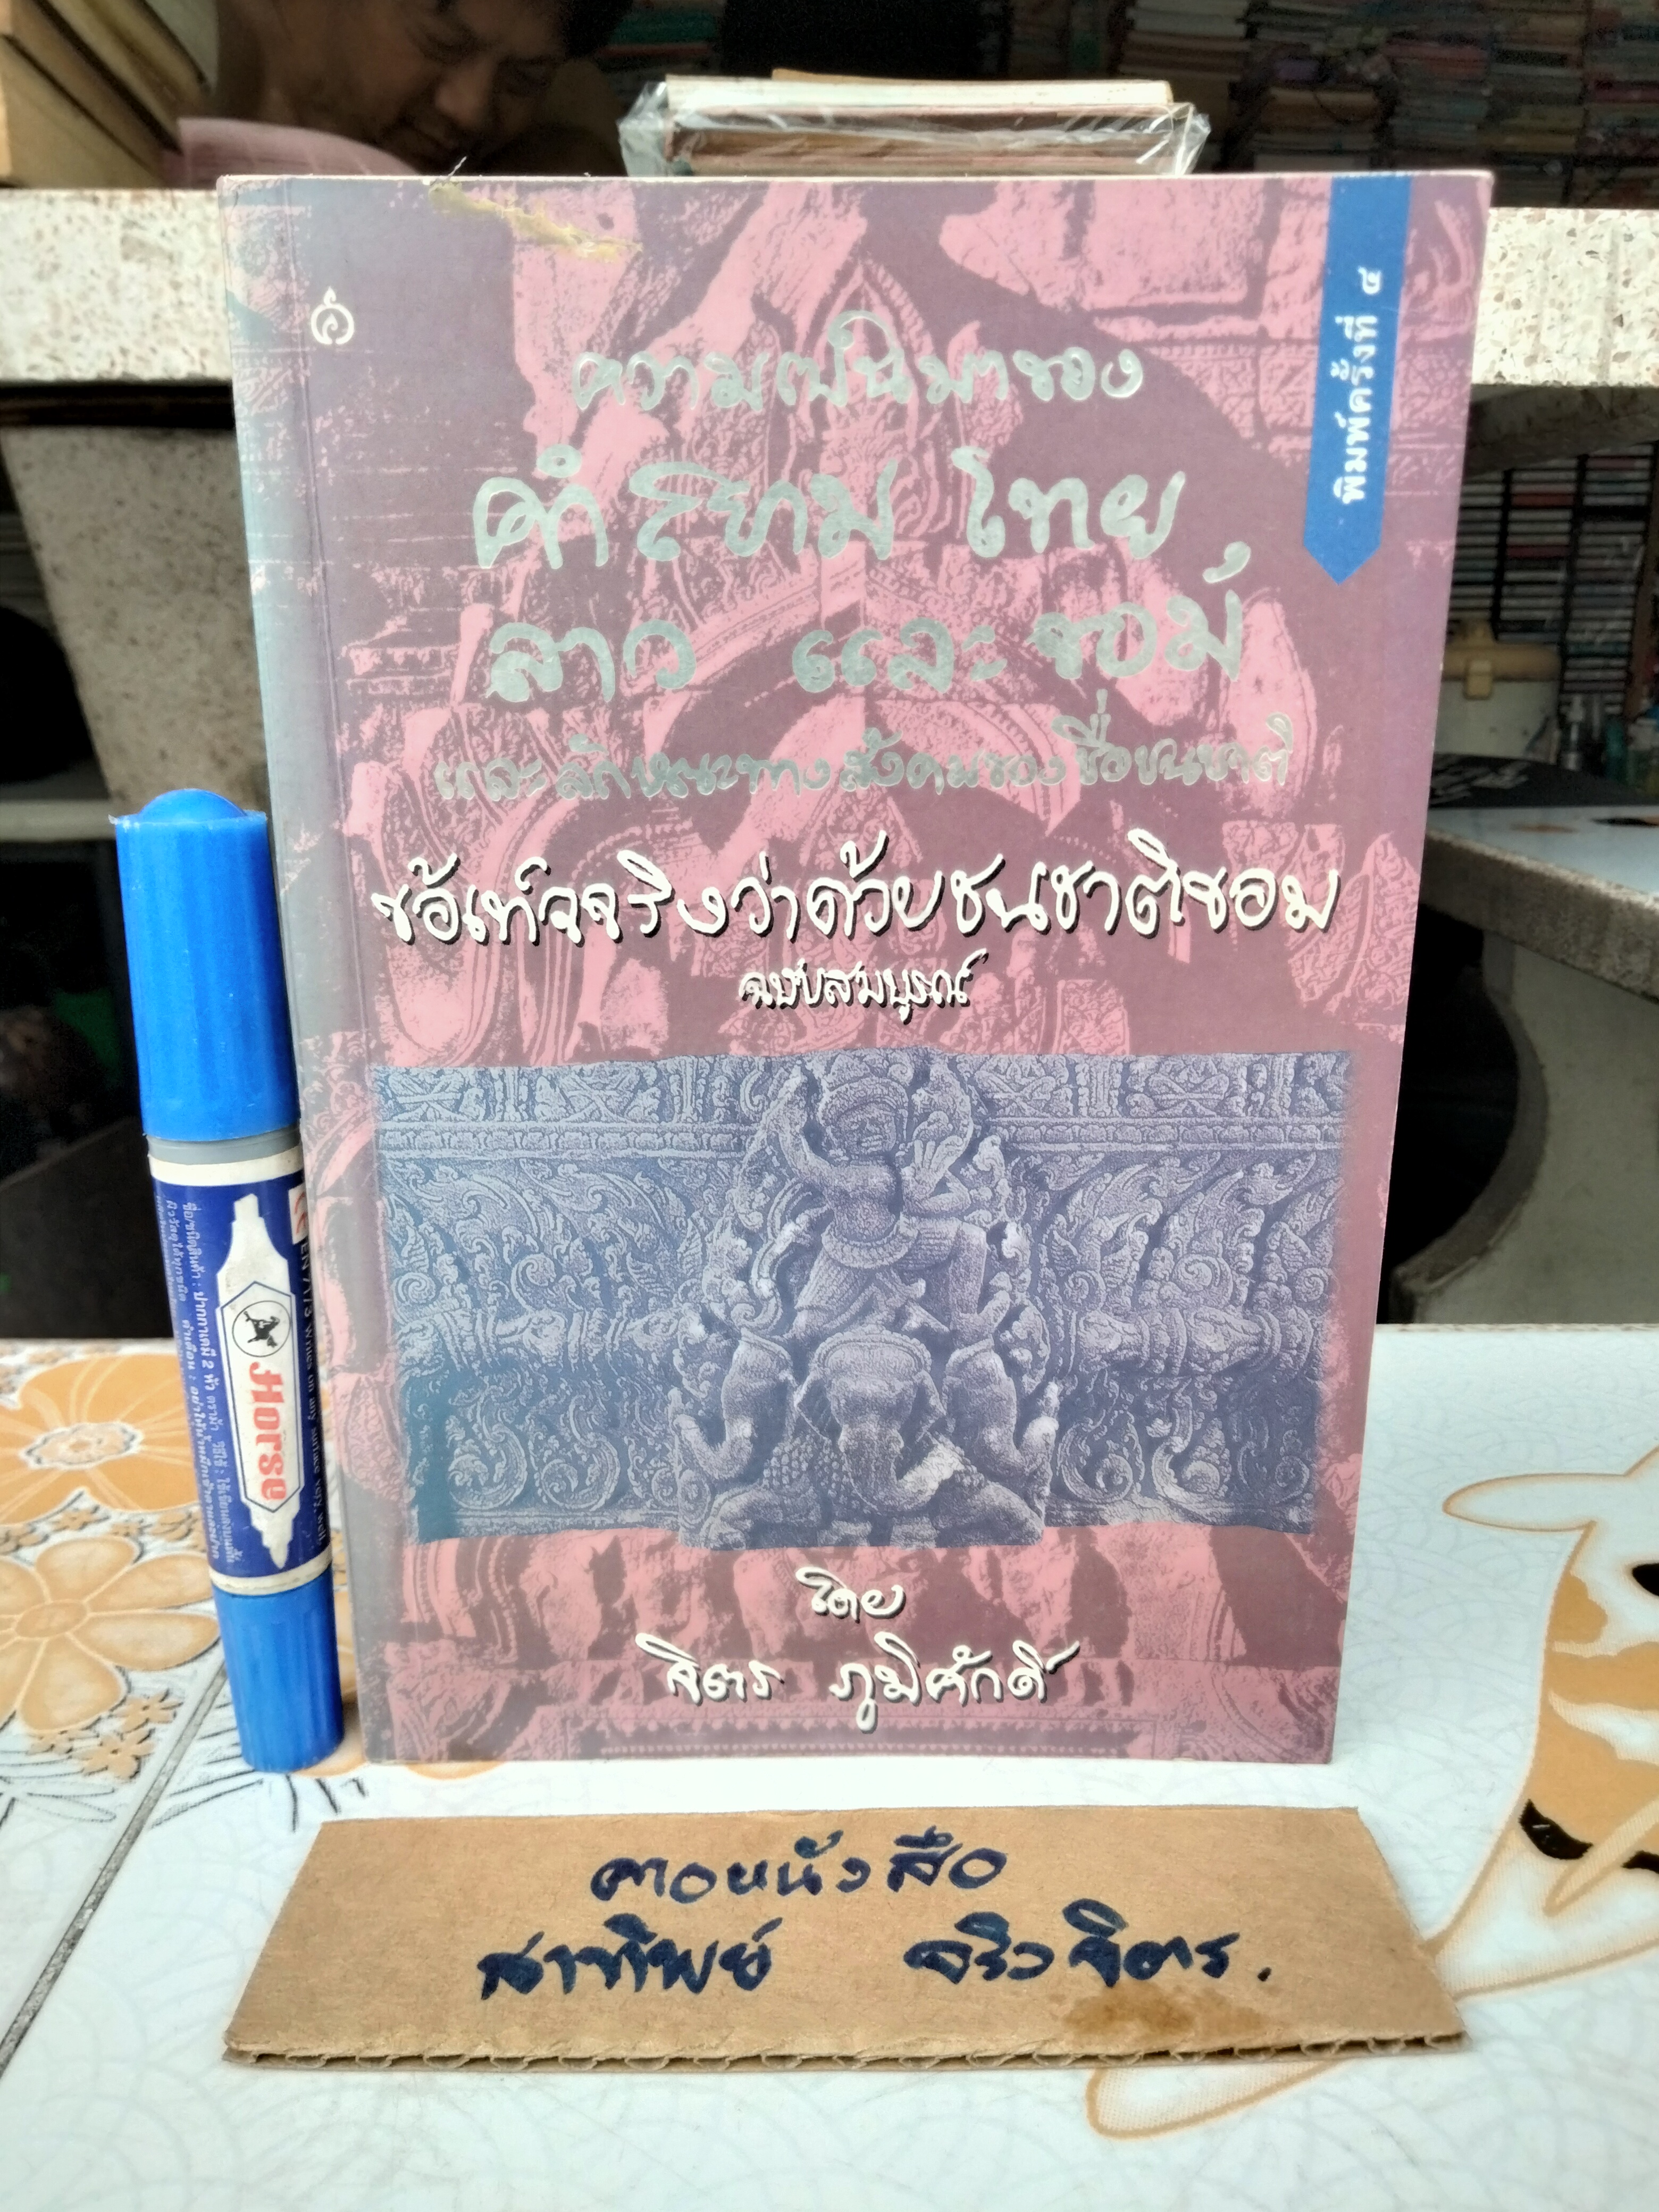 พิมพ์ครั้งที่ ๔
ความเป็นมาของ
คำสยาม ไทย
ลาว และขอม
และลักษณะทางสังคมของชื่อชนชาติ
ข้อเท็จจริงว่าด้วยชนชาติขอม
ฉบับสมบูรณ์
โดย
จิตร ภูมิศักดิ์
Horse
คาวหนังสือ
สาทิพย์ จริวจิตร.